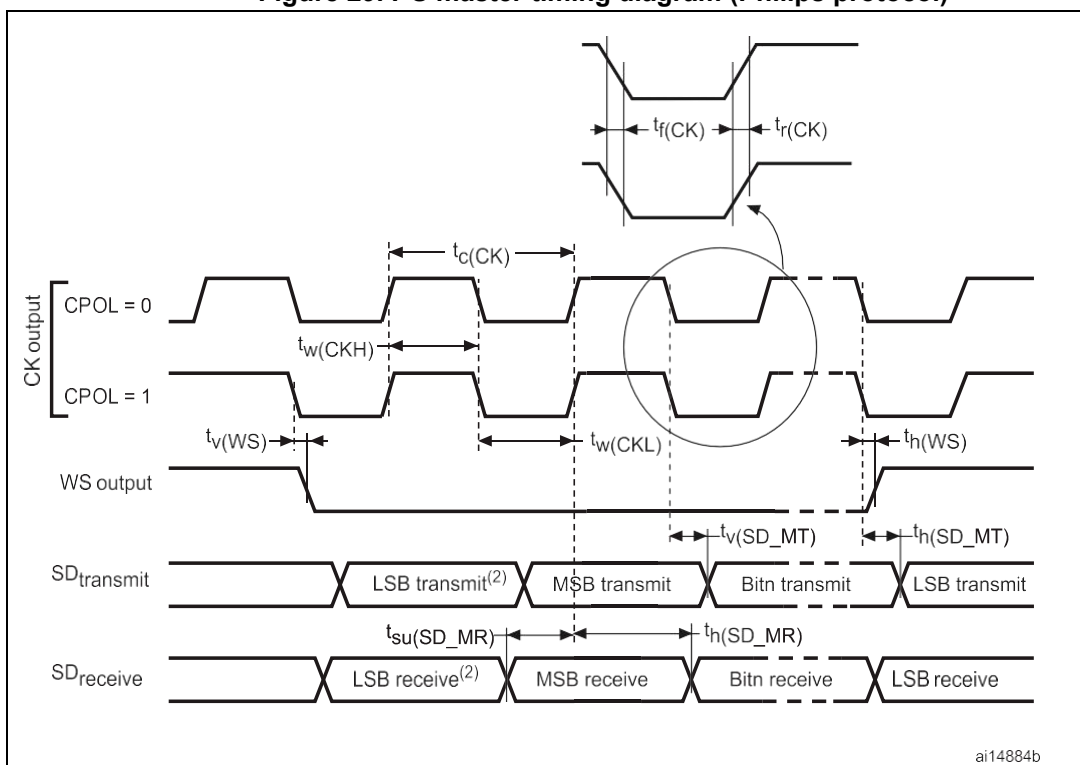 tf(CK)
tr(CK)
tc(CK)
CK output
CPOL = 0
tw(CKH)
CPOL = 1
tv(WS)
tw(CKL)
th(WS)
WS output
tv(SD_MT)
th(SD_MT)
SDtransmit
LSB transmit(2)
MSB transmit
Bitn transmit
LSB transmit
tsu(SD_MR)
th(SD_MR)
SDreceive
LSB receive(2)
MSB receive
Bitn receive
LSB receive
ai14884b